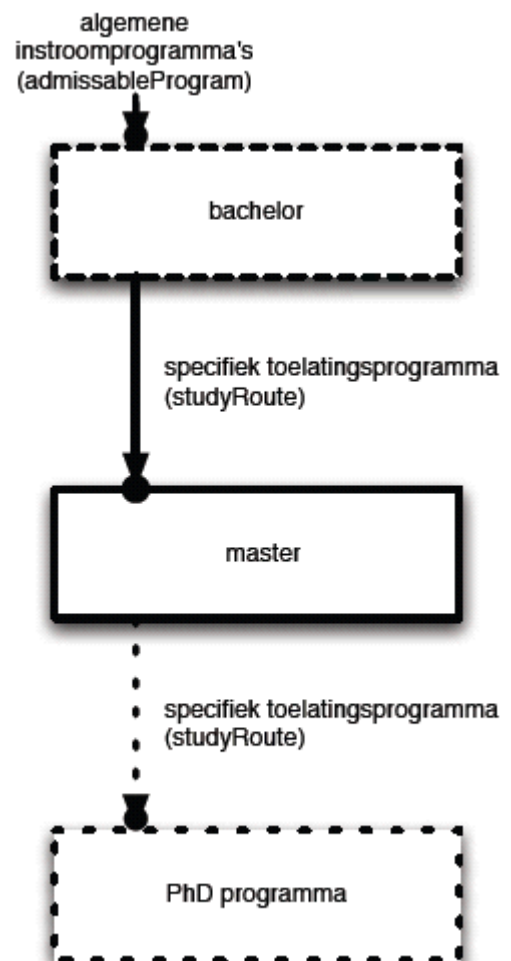 algemene
instroomprogramma's
(admissableProgram)
bachelor
specifiek toelatingsprogramma
(studyRoute)
master
specifiek toelatingsprogramma
(studyRoute)
PhD programma